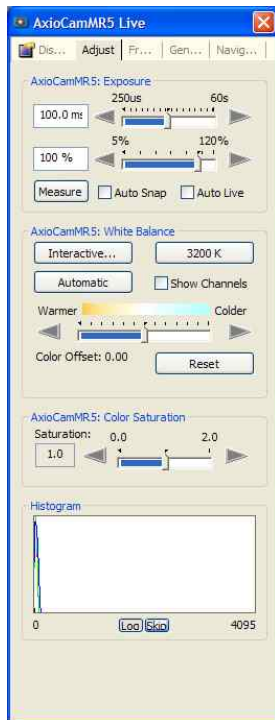 AxioCamMR5 Live
Dis... Adjust Fr... Gen... Navig...
AxioCamMR5: Exposure
250us 60s
100.0 ms
5% 120%
100 %
Measure Auto Snap Auto Live
AxioCamMR5: White Balance
Interactive... 3200 K
Automatic Show Channels
Warmer Colder
Color Offset: 0.00 Reset
AxioCamMR5: Color Saturation
Saturation: 0.0 2.0
1.0
Histogram
0 Log Skip 4095